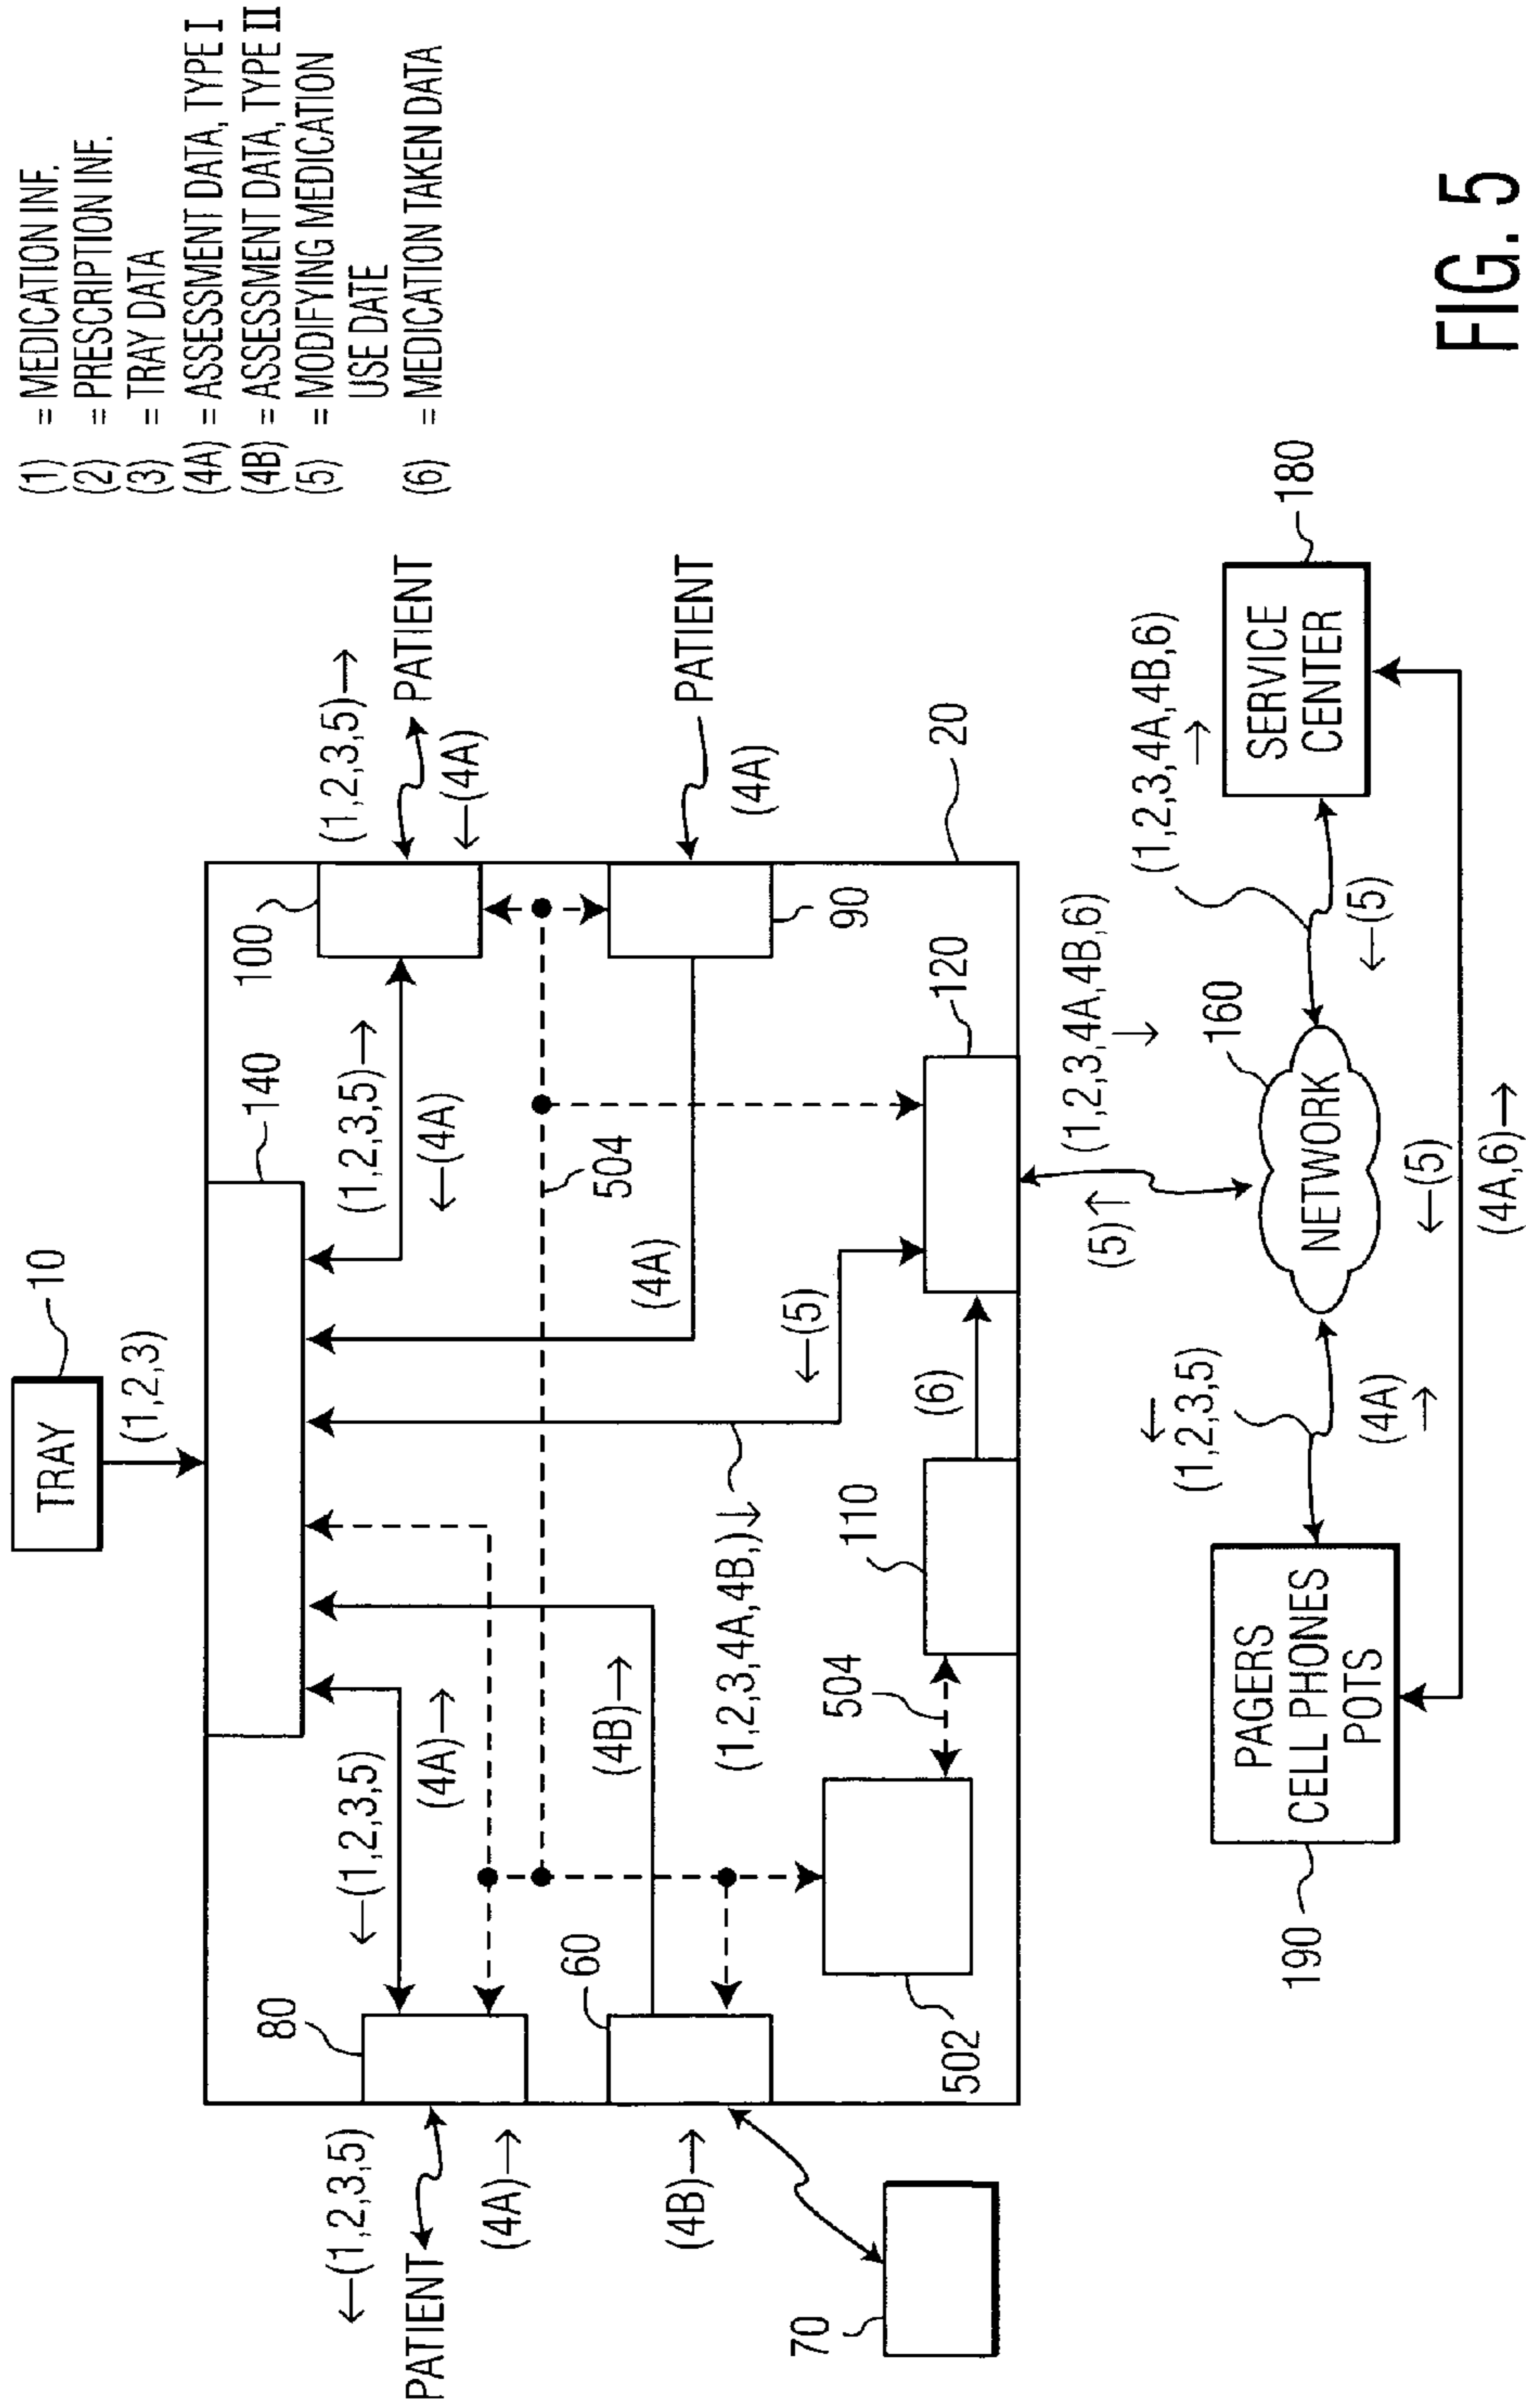 (1) = MEDICATION INF.
(2) = PRESCRIPTION INF.
(3) = TRAY DATA
(4A) = ASSESSMENT DATA, TYPE I
(4B) = ASSESSMENT DATA, TYPE II
(5) = MODIFYING MEDICATION
USE DATE
(6) = MEDICATION TAKEN DATA
TRAY
10
(1,2,3)
140
100
(1,2,3,5)→
←(4A)
(1,2,3,5)→
PATIENT
←(4A)
PATIENT
(4A)
90
20
←(1,2,3,5)
PATIENT
(4A)→
80
←(1,2,3,5)
(4A)→
60
(4B)→
(4B)→
70
504
(4A)
(1,2,3,4A,4B,)↓
←(5)
502
504
110
(6)
120
(1,2,3,4A,4B,6)
↓
(5)↑
160
NETWORK
←
(1,2,3,5)
(4A)
→
190
PAGERS
CELL PHONES
POTS
(1,2,3,4A,4B,6)
→
←(5)
SERVICE
CENTER
180
←(5)
(4A,6)→
FIG. 5